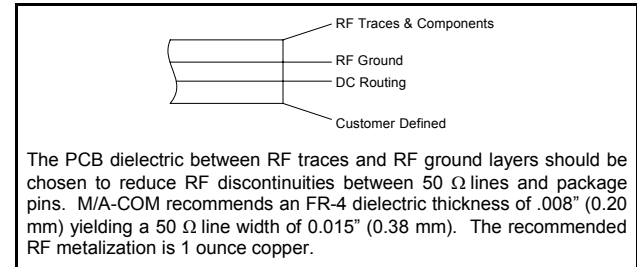 RF Traces & Components
RF Ground
DC Routing
Customer Defined
The PCB dielectric between RF traces and RF ground layers should be
chosen to reduce RF discontinuities between 50 Ω lines and package
pins. M/A-COM recommends an FR-4 dielectric thickness of .008” (0.20
mm) yielding a 50 Ω line width of 0.015” (0.38 mm). The recommended
RF metalization is 1 ounce copper.